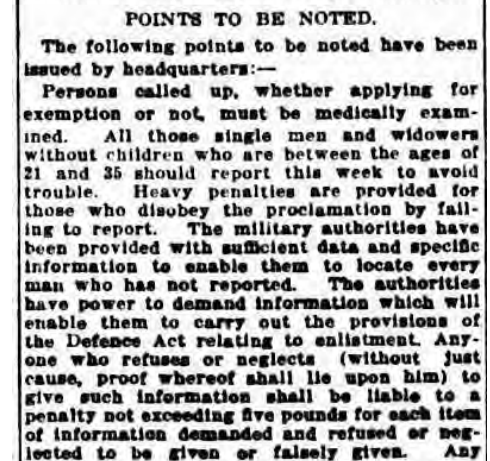 POINTS TO BE NOTED.
The following points to be noted have been
issued by headquarters:—
Persons called up, whether applying for
exemption or not, must be medically exam-
ined. All those single men and widowers
without children who are between the ages of
21 and 35 should report this week to avoid
trouble. Heavy penalties are provided for
those who disobey the proclamation by fail-
ing to report. The military authorities have
been provided with sufficient data and specific
information to enable them to locate every
man who has not reported. The authorities
have power to demand information which will
enable them to carry out the provisions of
the Defence Act relating to enlistment. Any-
one who refuses or neglects (without just
cause, proof whereof shall lie upon him) to
give such information shall be liable to a
penalty not exceeding five pounds for each item
of information demanded and refused or neg-
lected to be given or falsely given. Any